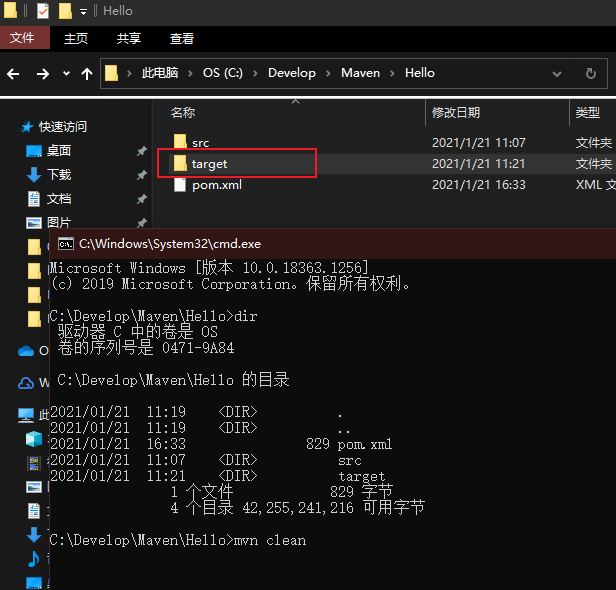 Hello
文件 主页 共享 查看
此电脑 OS (C:) Develop Maven Hello
名称 修改日期 类型
快速访问
src 2021/1/21 11:07 文件夹
桌面
target 2021/1/21 11:21 文件夹
下载
pom.xml 2021/1/21 16:33 XML 文
文档
图片
C:\Windows\System32\cmd.exe
Microsoft Windows [版本 10.0.18363.1256]
(c) 2019 Microsoft Corporation。保留所有权利。
C:\Develop\Maven\Hello>dir
驱动器 C 中的卷是 OS
卷的序列号是 0471-9A84
C:\Develop\Maven\Hello 的目录
2021/01/21 11:19 <DIR> .
2021/01/21 11:19 <DIR> ..
2021/01/21 16:33 829 pom.xml
2021/01/21 11:07 <DIR> src
2021/01/21 11:21 <DIR> target
1 个文件 829 字节
4 个目录 42,255,241,216 可用字节
C:\Develop\Maven\Hello>mvn clean